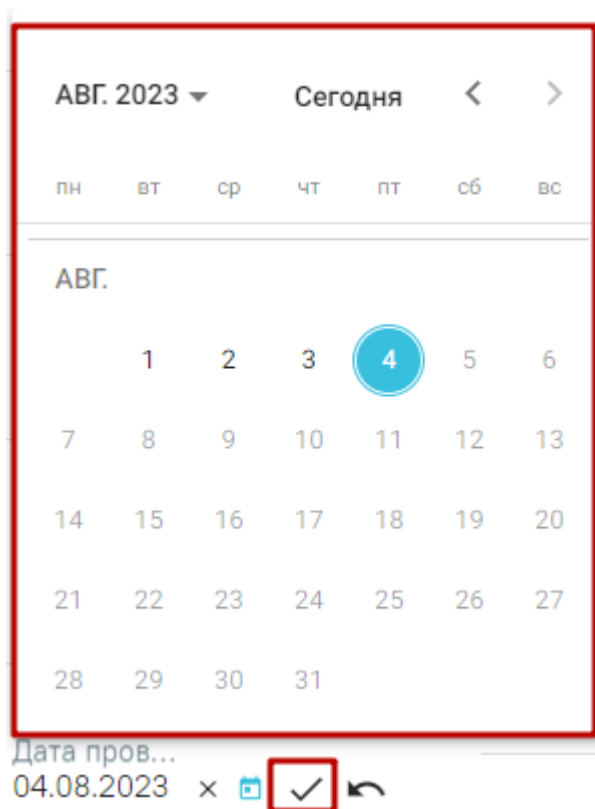 АВГ. 2023 Сегодня
пн вт ср чт пт сб вс
АВГ.
1 2 3 4 5 6
7 8 9 10 11 12 13
14 15 16 17 18 19 20
21 22 23 24 25 26 27
28 29 30 31
Дата пров...
04.08.2023